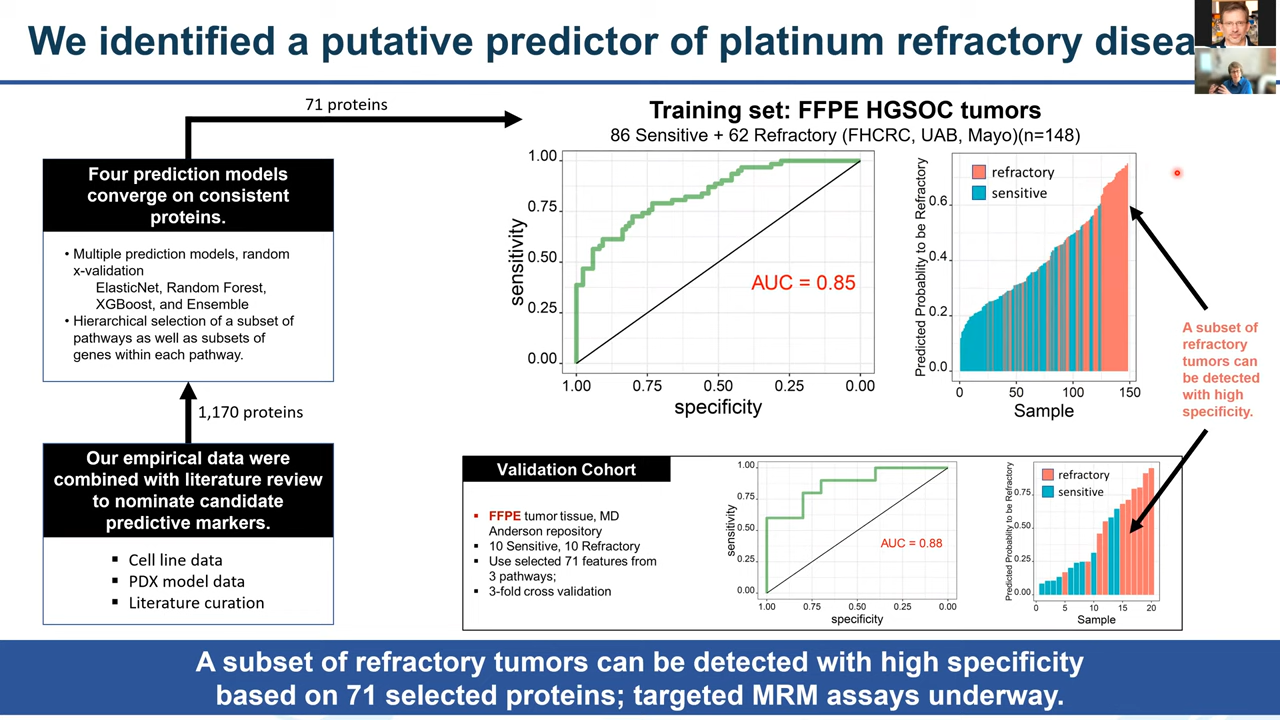 We identified a putative predictor of platinum refractory disea
71 proteins
Four prediction models
converge on consistent
proteins.
• Multiple prediction models, random
x-validation
ElasticNet, Random Forest,
XGBoost, and Ensemble
• Hierarchical selection of a subset of
pathways as well as subsets of
genes within each pathway.
1,170 proteins
Our empirical data were
combined with literature review
to nominate candidate
predictive markers.
▪ Cell line data
▪ PDX model data
▪ Literature curation
Training set: FFPE HGSOC tumors
86 Sensitive + 62 Refractory (FHCRC, UAB, Mayo)(n=148)
sensitivity
1.00
0.75
0.50
0.25
0.00
AUC = 0.85
1.00 0.75 0.50 0.25 0.00
specificity
Predicted Probablity to be Refractory
refractory
sensitive
0.6
0.4
0.2
0.0
0 50 100 150
Sample
A subset of
refractory
tumors can
be detected
with high
specificity.
Validation Cohort
▪ FFPE tumor tissue, MD
Anderson repository
▪ 10 Sensitive, 10 Refractory
▪ Use selected 71 features from
3 pathways;
▪ 3-fold cross validation
sensitivity
1.00
0.75
0.50
0.25
0.00
AUC = 0.88
1.00 0.75 0.50 0.25 0.00
specificity
Predicted Probablity to be Refractory
refractory
sensitive
0.75
0.50
0.25
0.00
0 5 10 15 20
Sample
A subset of refractory tumors can be detected with high specificity
based on 71 selected proteins; targeted MRM assays underway.